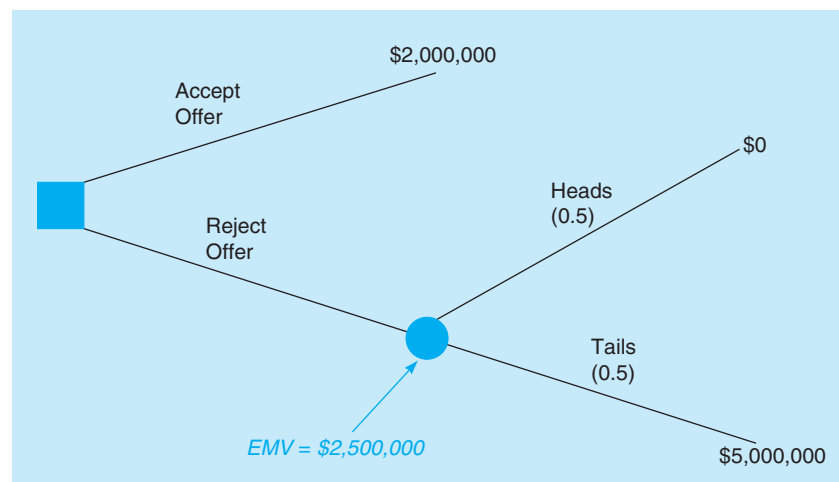 $2,000,000
Accept
Offer
$0
Heads
(0.5)
Reject
Offer
Tails
(0.5)
EMV = $2,500,000
$5,000,000